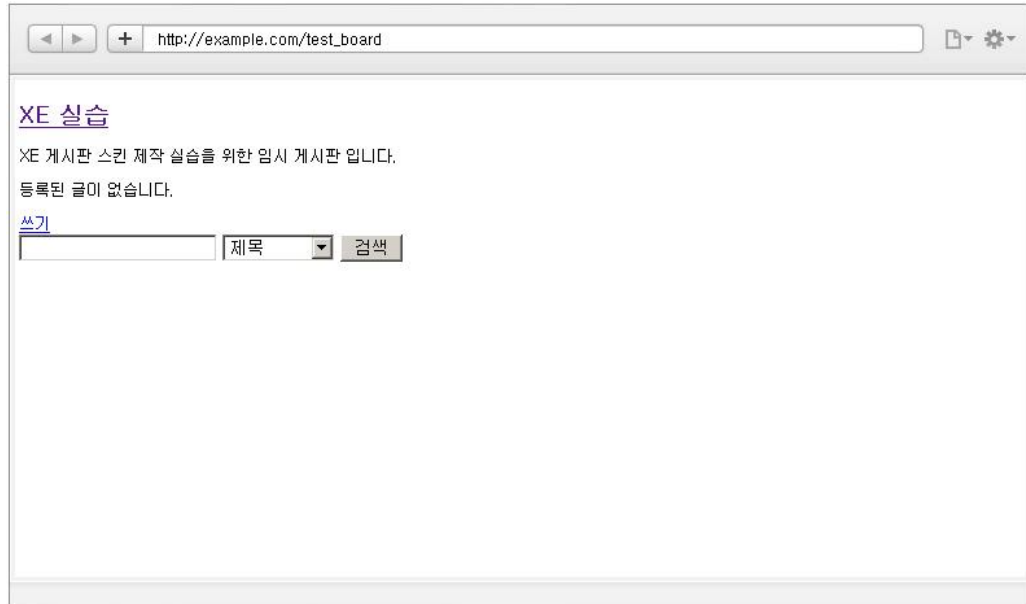 http://example.com/test_board
XE 실습
XE 게시판 스킨 제작 실습을 위한 임시 게시판 입니다.
등록된 글이 없습니다.
쓰기
제목 검색